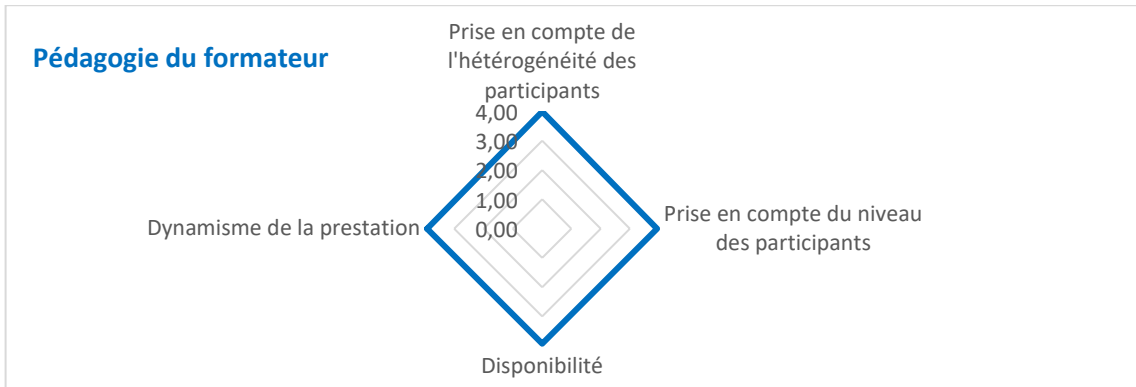 Pédagogie du formateur
Prise en compte de
l'hétérogénéité des
participants
4,00
3,00
2,00
1,00
0,00
Dynamisme de la prestation
Prise en compte du niveau
des participants
Disponibilité